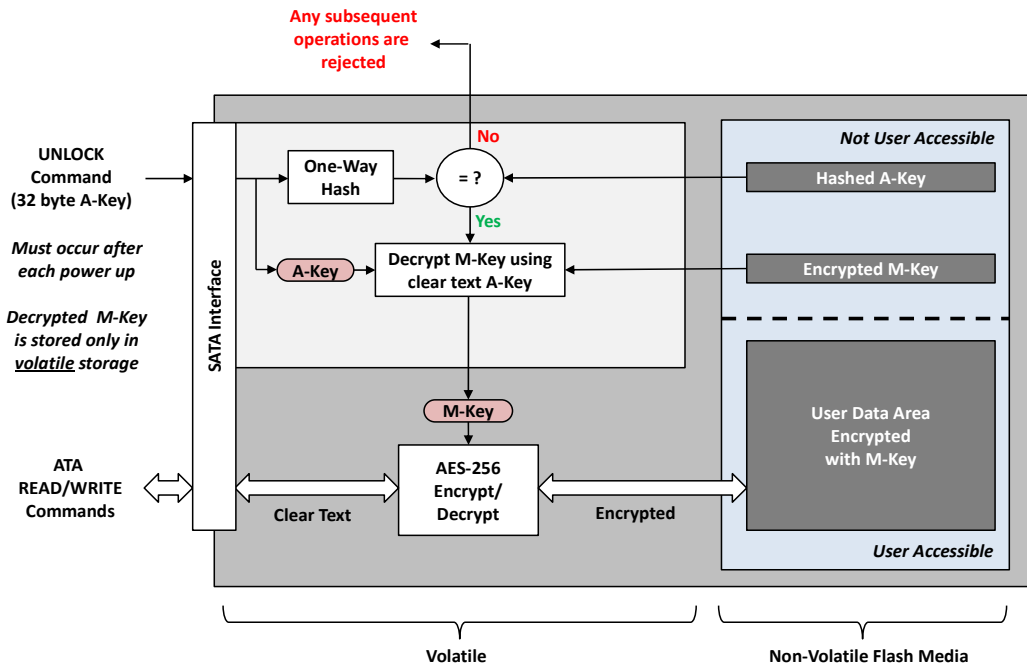 Any subsequent
operations are
rejected
UNLOCK
Command
(32 byte A-Key)
Must occur after
each power up
Decrypted M-Key
is stored only in
volatile storage
ATA
READ/WRITE
Commands
SATA Interface
One-Way
Hash
= ?
No
Yes
A-Key
Decrypt M-Key using
clear text A-Key
M-Key
AES-256
Encrypt/
Decrypt
Clear Text
Encrypted
Not User Accessible
Hashed A-Key
Encrypted M-Key
User Data Area
Encrypted
with M-Key
User Accessible
Volatile
Non-Volatile Flash Media